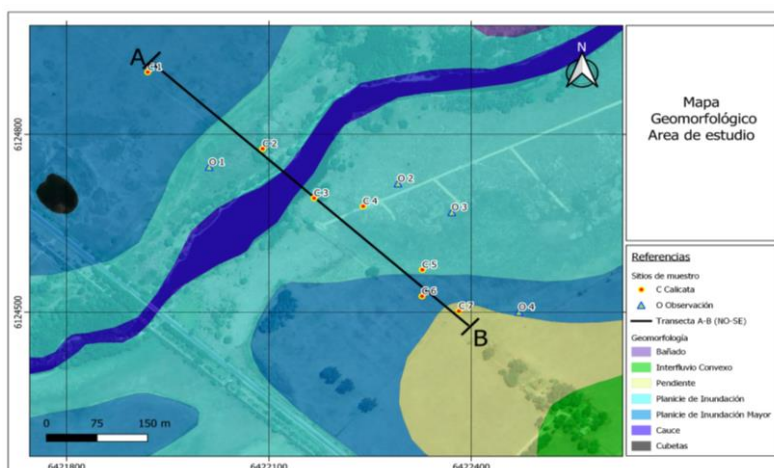 Mapa
Geomorfológico
Area de estudio
N
A
C 1
C 2
O 1
O 2
C 3
C 4
O 3
C 5
C 6
C 7
O 4
B
6124800
6124500
0 75 150 m
6421800 6422100 6422400
Referencias
Sitios de muestro
C Calicata
O Observación
Transecta A-B (NO-SE)
Geomorfología
Bañado
Interfluvio Convexo
Pendiente
Planicie de Inundación
Planicie de Inundación Mayor
Cauce
Cubetas